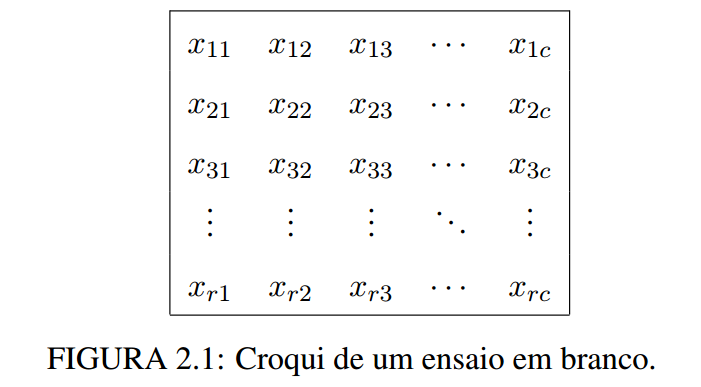 x₁₁ x₁₂ x₁₃ ⋯ x₁c
x₂₁ x₂₂ x₂₃ ⋯ x₂c
x₃₁ x₃₂ x₃₃ ⋯ x₃c
⋮ ⋮ ⋮ ⋱ ⋮
xᵣ₁ xᵣ₂ xᵣ₃ ⋯ xᵣc
FIGURA 2.1: Croqui de um ensaio em branco.